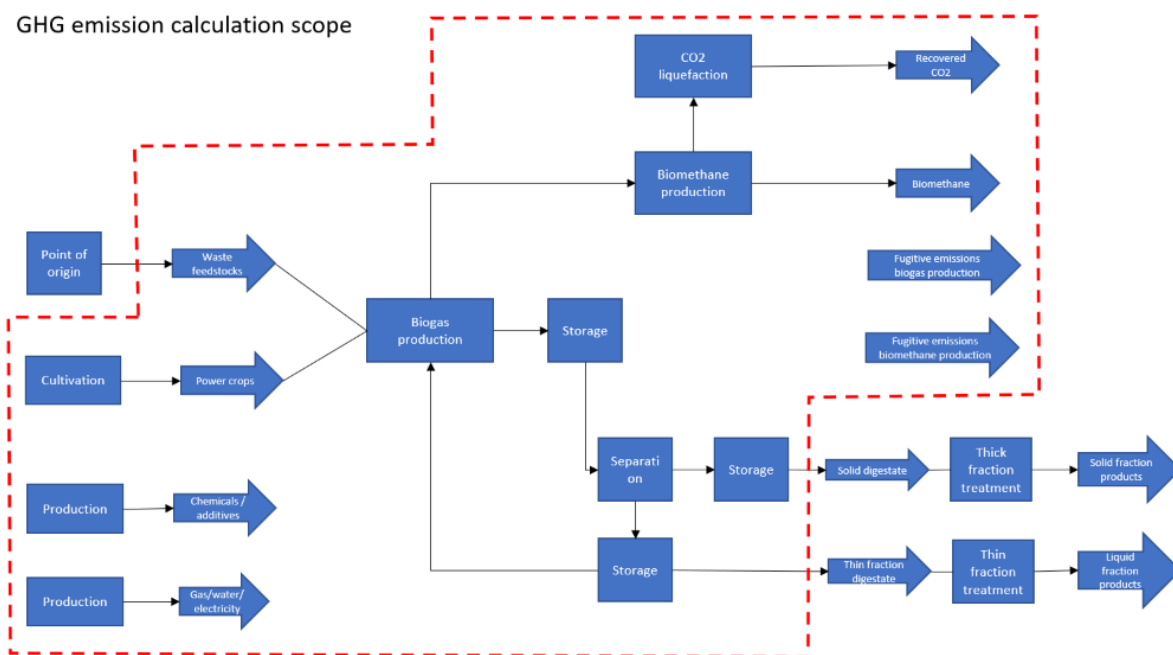 GHG emission calculation scope
CO2
liquefaction
Recovered
CO2
Biomethane
production
Biomethane
Point of
origin
Waste
feedstocks
Fugitive emissions
biogas production
Biogas
production
Storage
Fugitive emissions
biomethane production
Cultivation
Power crops
Separati
on
Storage
Solid digestate
Thick
fraction
treatment
Solid fraction
products
Production
Chemicals /
additives
Storage
Thin fraction
digestate
Thin
fraction
treatment
Liquid
fraction
products
Production
Gas/water/
electricity